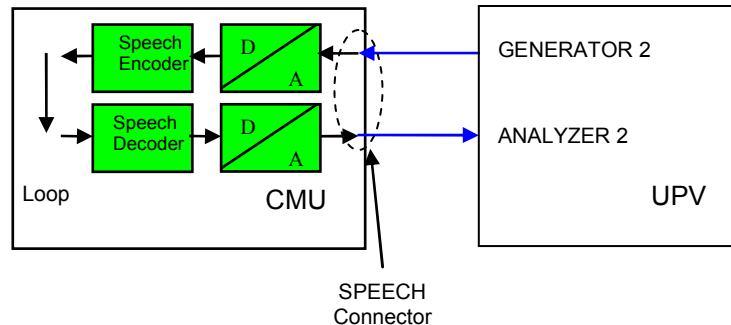 Speech
Encoder
D
A
GENERATOR 2
Speech
Decoder
D
A
ANALYZER 2
Loop
CMU
UPV
SPEECH
Connector